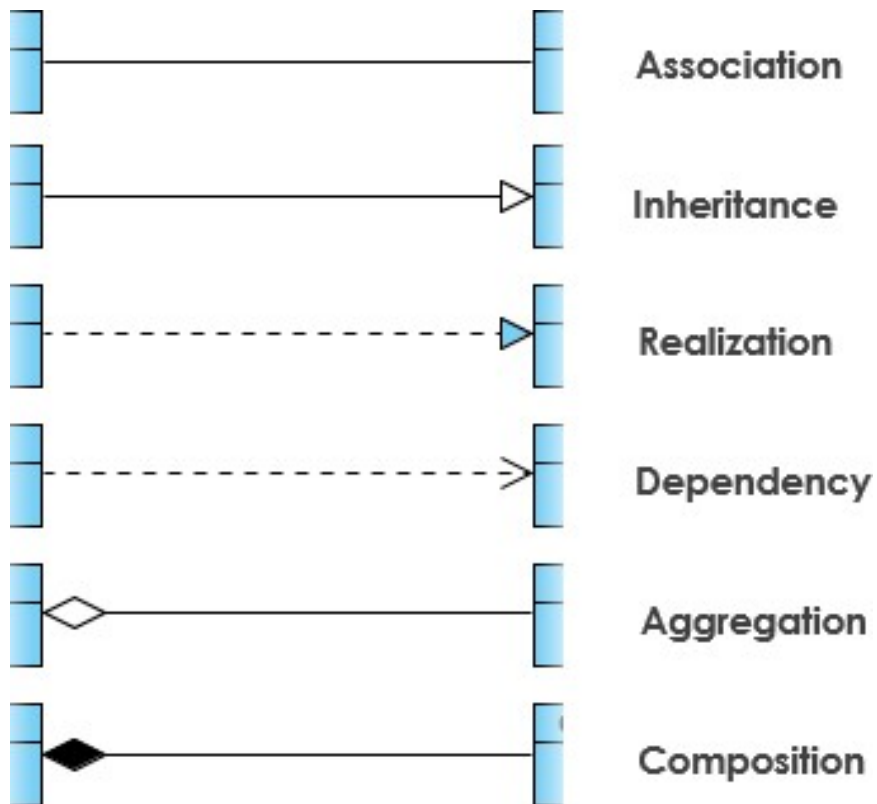 Association
Inheritance
Realization
Dependency
Aggregation
Composition